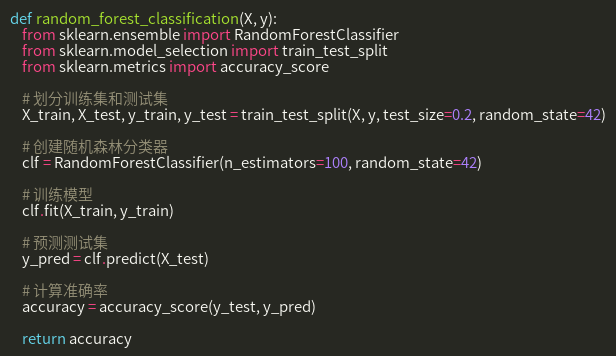 def random_forest_classification(X, y):
from sklearn.ensemble import RandomForestClassifier
from sklearn.model_selection import train_test_split
from sklearn.metrics import accuracy_score
# 划分训练集和测试集
X_train, X_test, y_train, y_test = train_test_split(X, y, test_size=0.2, random_state=42)
# 创建随机森林分类器
clf = RandomForestClassifier(n_estimators=100, random_state=42)
# 训练模型
clf.fit(X_train, y_train)
# 预测测试集
y_pred = clf.predict(X_test)
# 计算准确率
accuracy = accuracy_score(y_test, y_pred)
return accuracy